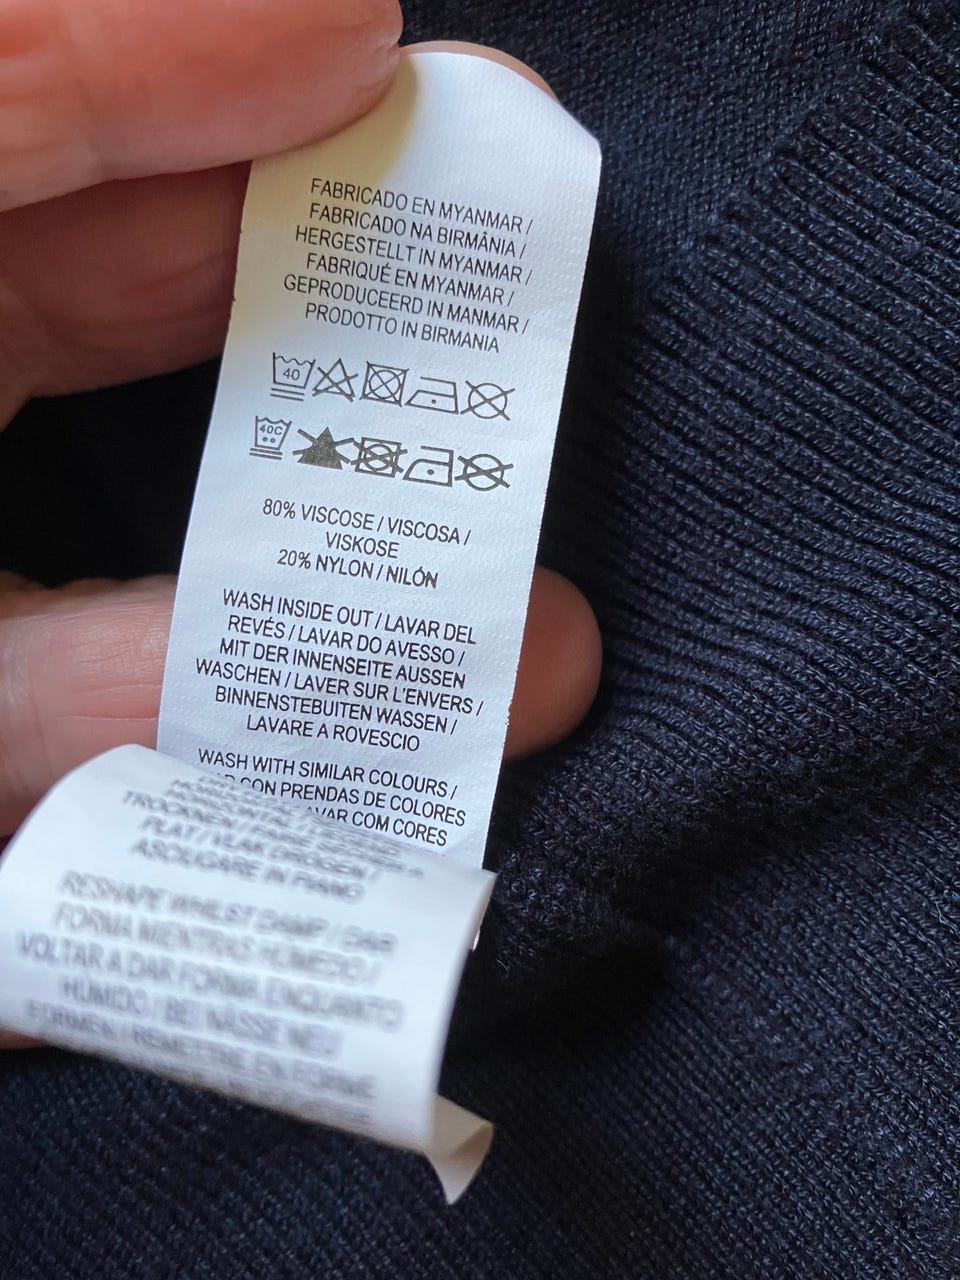 FABRICADO EN MYANMAR /
FABRICADO NA BIRMÂNIA /
HERGESTELLT IN MYANMAR /
FABRIQUÉ EN MYANMAR /
GEPRODUCEERD IN MANMAR /
PRODOTTO IN BIRMANIA
40
40C
80% VISCOSE / VISCOSA /
VISKOSE
20% NYLON / NILÓN
WASH INSIDE OUT / LAVAR DEL
REVÉS / LAVAR DO AVESSO /
MIT DER INNENSEITE AUSSEN
WASCHEN / LAVER SUR L'ENVERS /
BINNENSTEBUITEN WASSEN /
LAVARE A ROVESCIO
WASH WITH SIMILAR COLOURS /
CON PRENDAS DE COLORES
COM CORES
PLAT / VLAK DROGEN /
ASCIUGARE IN PIANO
RESHAPE WHILST DAMP / DAR
FORMA MIENTRAS HÚMEDO /
VOLTAR A DAR FORMA ENQUANTO
HÚMIDO / BEI NÄSSE NEU
FORMEN / REMETTRE EN FORME